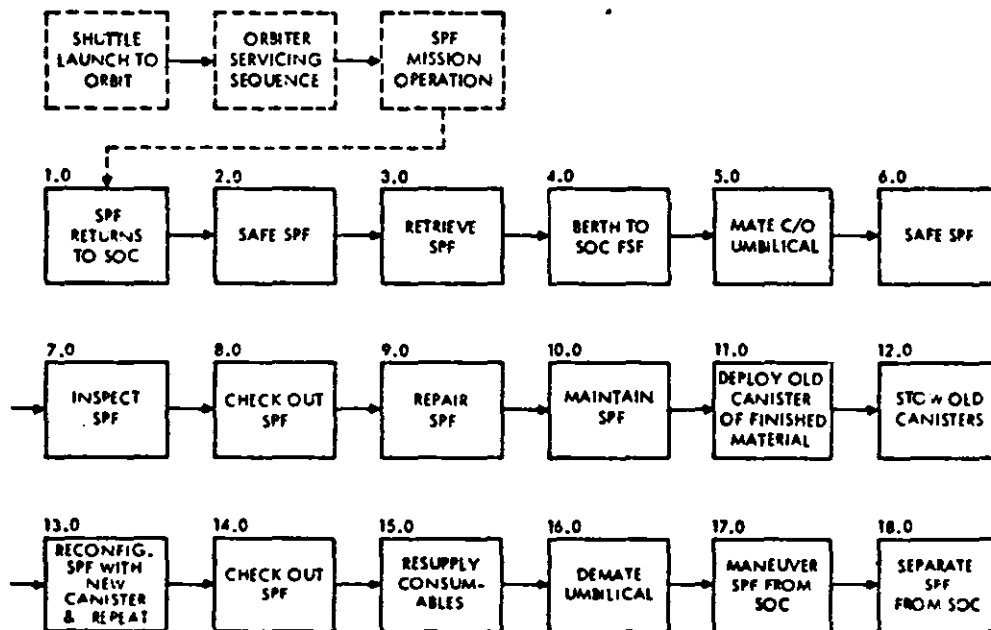 SHUTTLE
LAUNCH TO
ORBIT
ORBITER
SERVICING
SEQUENCE
SPF
MISSION
OPERATION
1.0
SPF
RETURNS
TO SOC
2.0
SAFE SPF
3.0
RETRIEVE
SPF
4.0
BERTH TO
SOC FSF
5.0
MATE C/O
UMBILICAL
6.0
SAFE SPF
7.0
INSPECT
SPF
8.0
CHECK OUT
SPF
9.0
REPAIR
SPF
10.0
MAINTAIN
SPF
11.0
DEPLOY OLD
CANISTER
OF FINISHED
MATERIAL
12.0
STOW OLD
CANISTERS
13.0
RECONFIG.
SPF WITH
NEW
CANISTER
& REPEAT
14.0
CHECK OUT
SPF
15.0
RESUPPLY
CONSUM-
ABLES
16.0
DEMATE
UMBILICAL
17.0
MANEUVER
SPF FROM
SOC
18.0
SEPARATE
SPF
FROM SOC